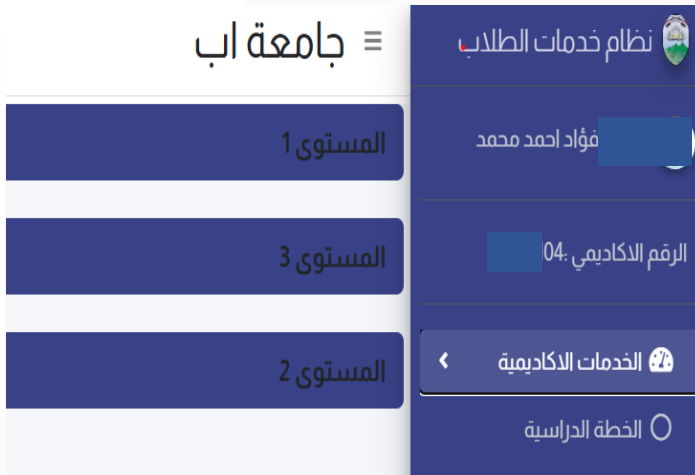 نظام خدمات الطلاب
فؤاد احمد محمد
الرقم الاكاديمي :04
الخدمات الاكاديمية
الخطة الدراسية
جامعة اب
المستوى 1
المستوى 3
المستوى 2